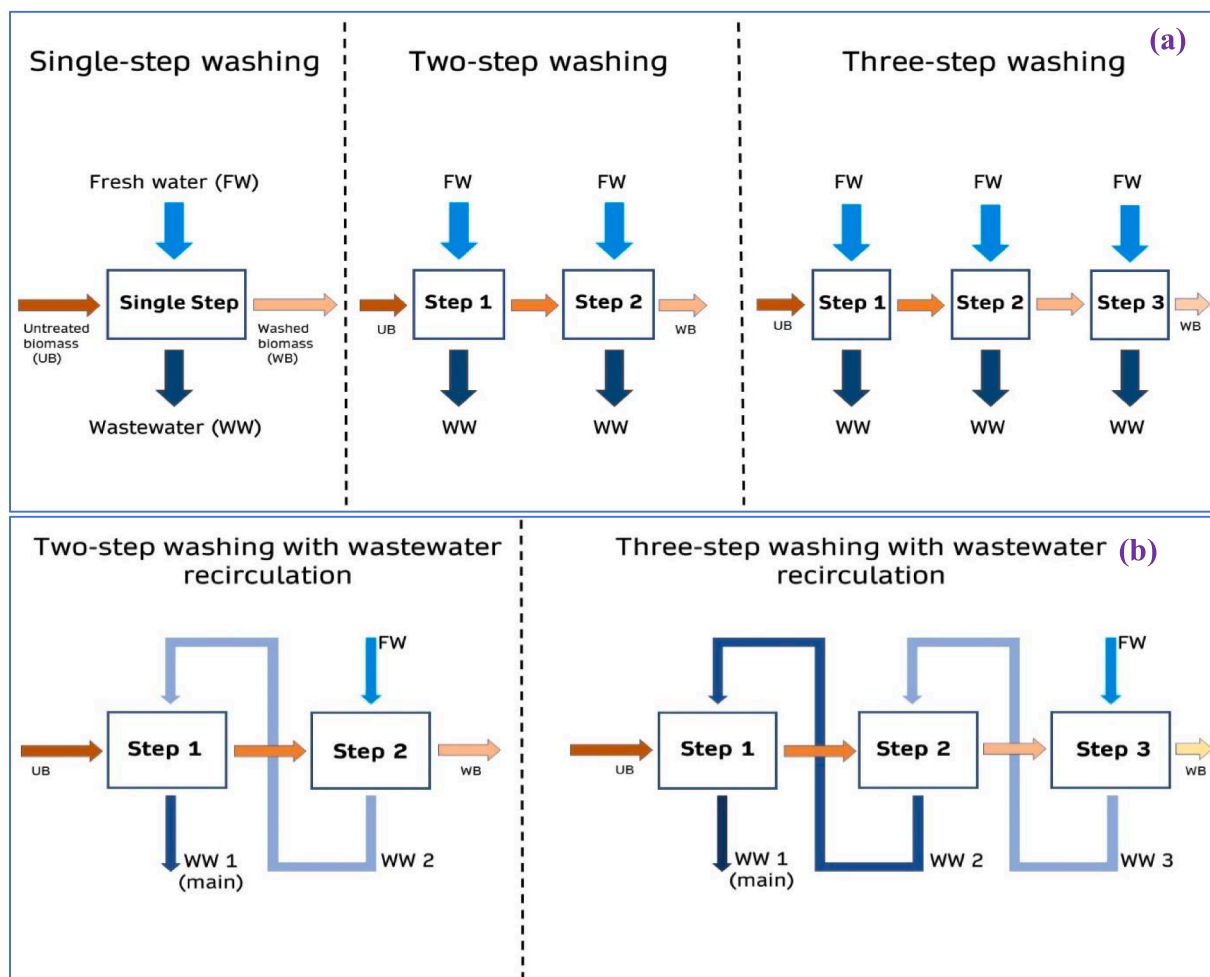 (a)
Single-step washing
Fresh water (FW)
Single Step
Untreated
biomass
(UB)
Washed
biomass
(WB)
Wastewater (WW)
Two-step washing
FW
FW
Step 1
Step 2
UB
WB
WW
WW
Three-step washing
FW
FW
FW
Step 1
Step 2
Step 3
UB
WB
WW
WW
WW
(b)
Two-step washing with wastewater
recirculation
FW
Step 1
Step 2
UB
WB
WW 1
(main)
WW 2
Three-step washing with wastewater
recirculation
FW
Step 1
Step 2
Step 3
UB
WB
WW 1
(main)
WW 2
WW 3